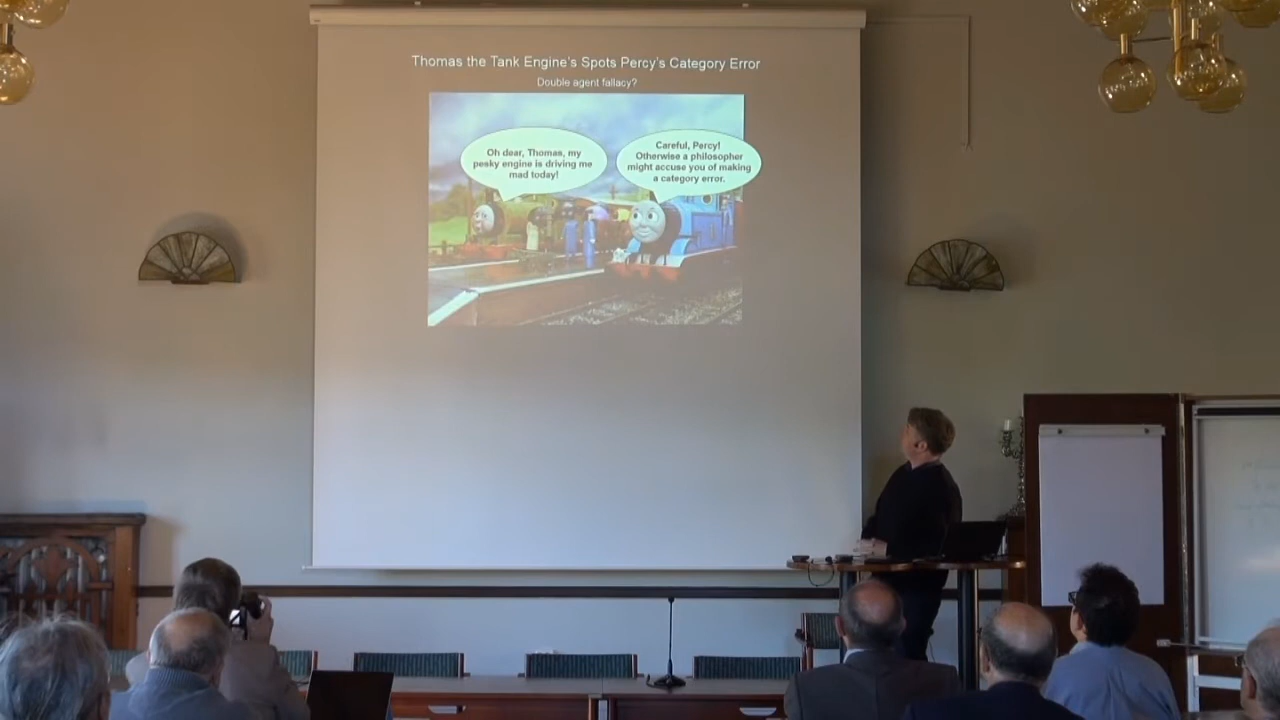 Thomas the Tank Engine's Spots Percy's Category Error
Double agent fallacy?
Oh dear, Thomas, my
pesky engine is driving me
mad today!
Careful, Percy!
Otherwise a philosopher
might accuse you of making
a category error.